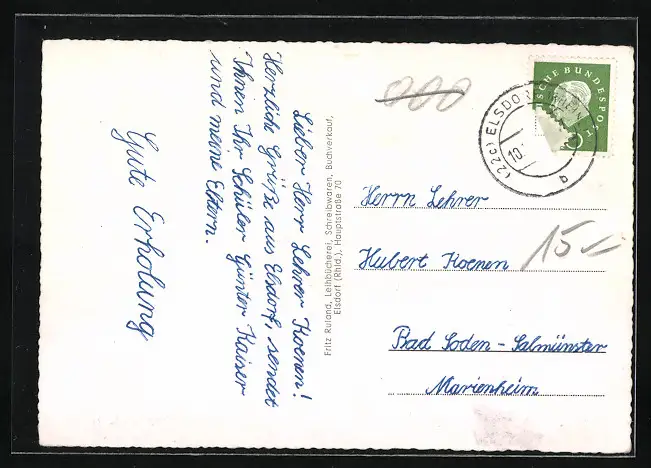 Lieber Herr Lehrer Koenen!
Herzliche Grüße aus Elsdorf, sendet
Ihnen Ihr Schüler Günter Kaiser
und meine Eltern.
Gute Erholung
Fritz Ruland, Leihbücherei, Schreibwaren, Buchverkauf,
Elsdorf (Rhld.), Hauptstraße 70
SCHE BUNDESPOST
(22c) ELSDORF
10.
b
Herrn Lehrer
Hubert Koenen
15-
Bad Soden - Salmünster
Marienheim